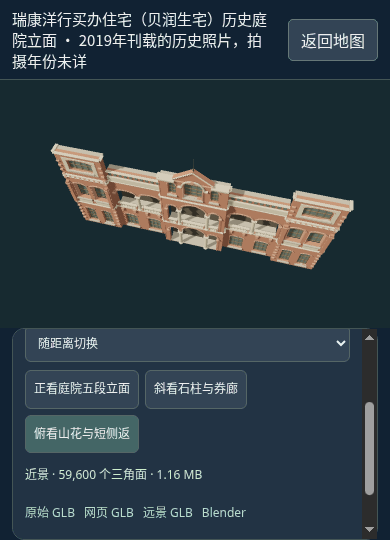 瑞康洋行买办住宅（贝润生宅）历史庭
院立面 · 2019年刊载的历史照片，拍
摄年份未详
返回地图
随距离切换
正看庭院五段立面
斜看石柱与券廊
俯看山花与短侧返
近景 · 59,600 个三角面 · 1.16 MB
原始 GLB 网页 GLB 远景 GLB Blender